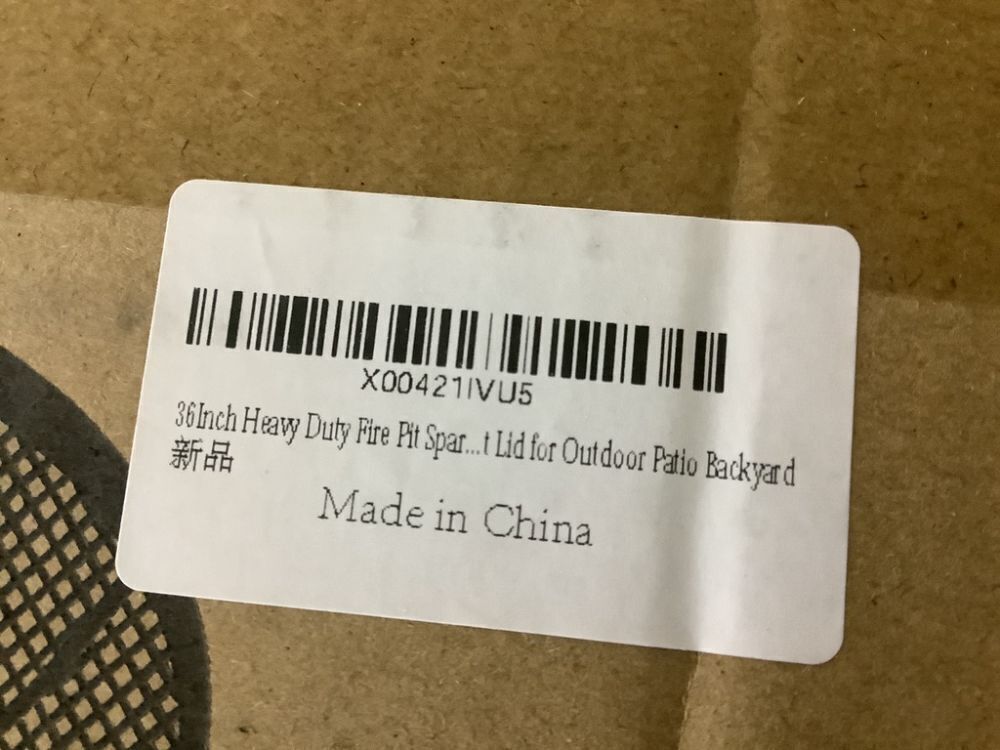 X00421IVU5
36Inch Heavy Duty Fire Pit Spar...t Lid for Outdoor Patio Backyard
新品
Made in China